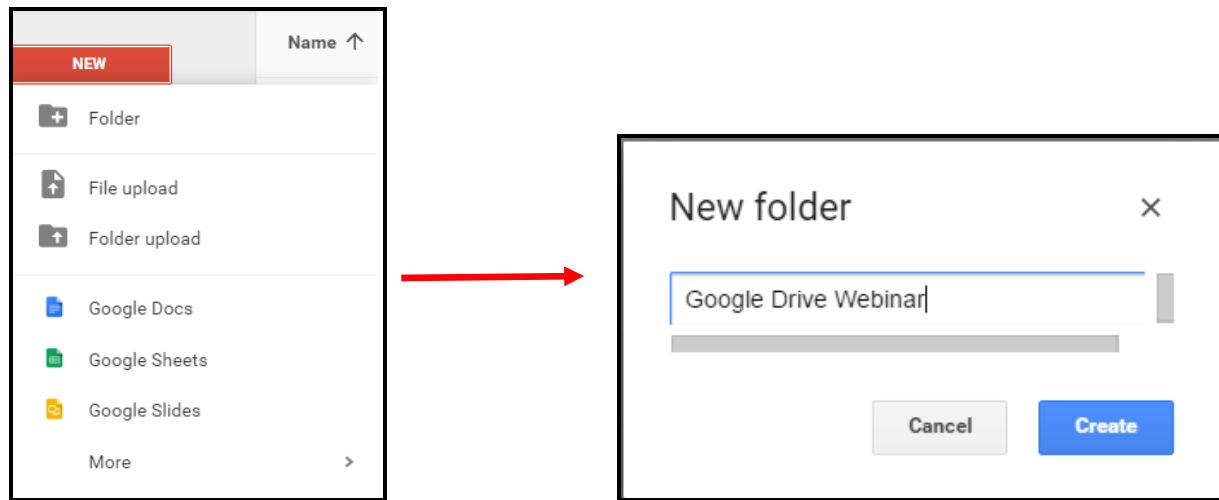 Name ↑
NEW
Folder
File upload
Folder upload
Google Docs
Google Sheets
Google Slides
More >
New folder ×
Google Drive Webinar
Cancel Create